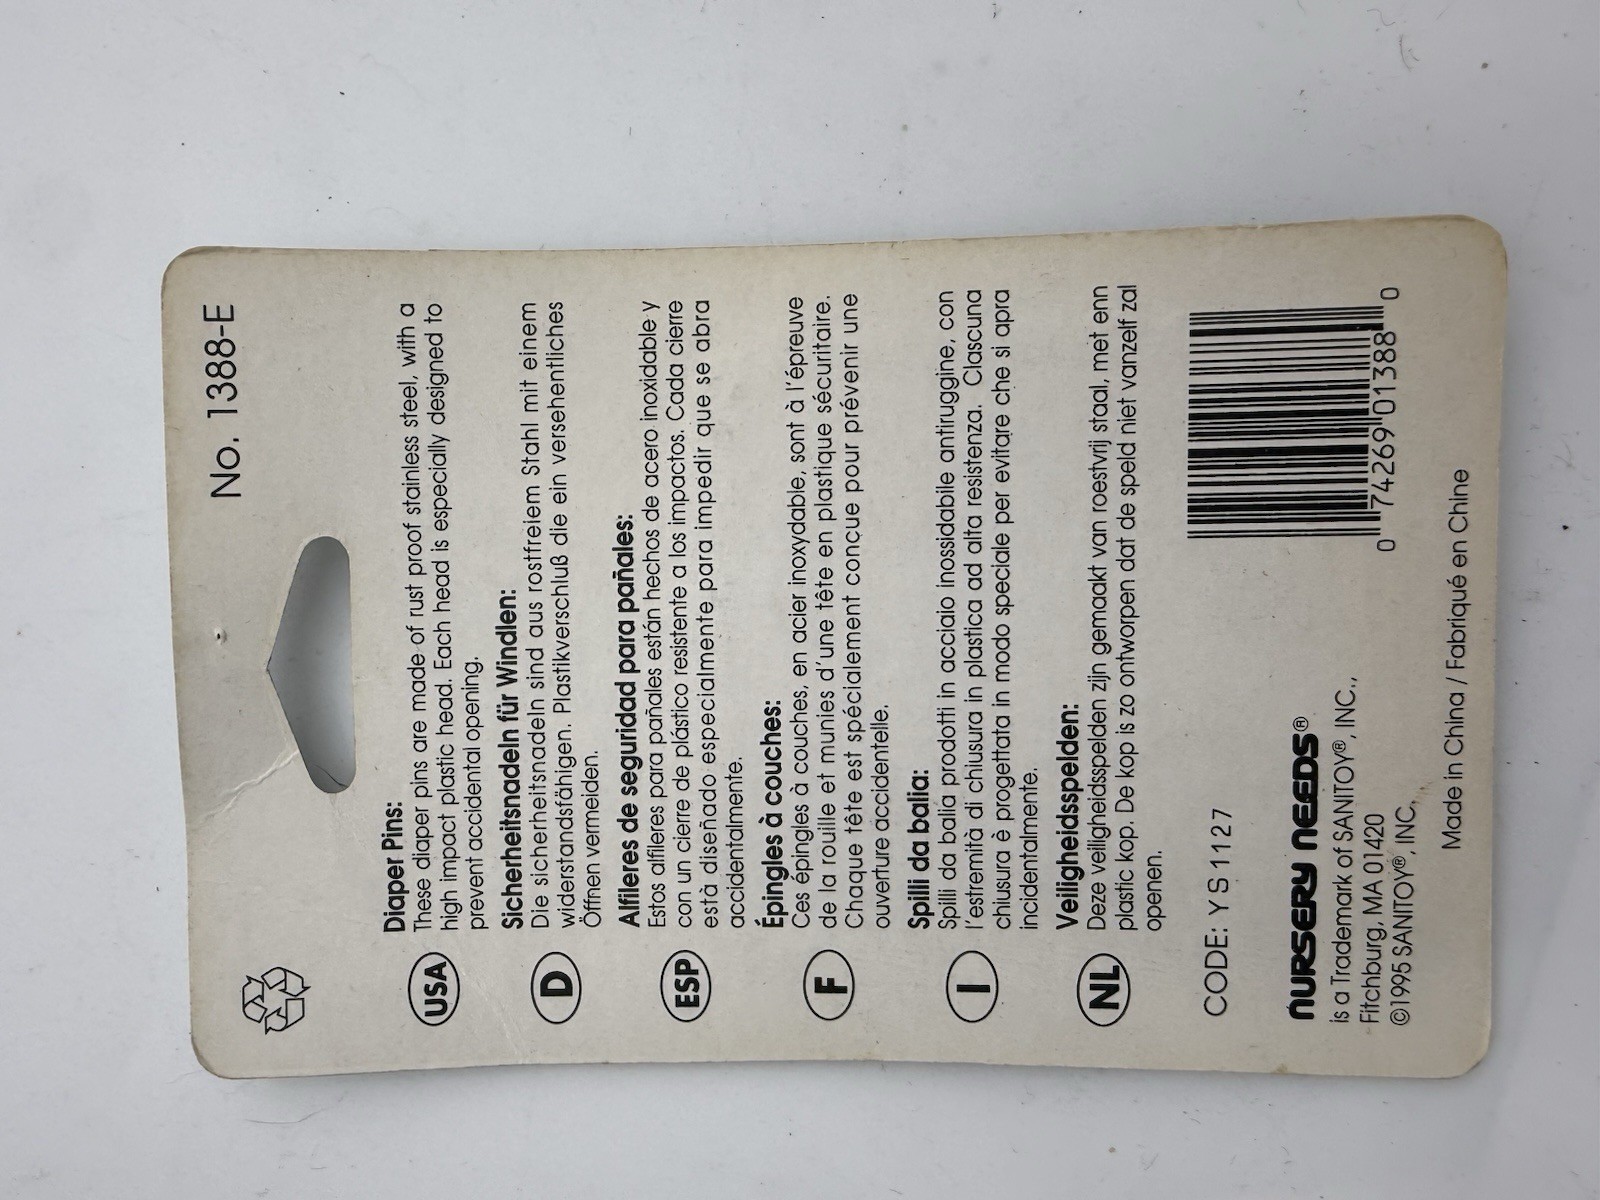 No. 1388-E
USA
Diaper Pins:
These diaper pins are made of rust proof stainless steel, with a
high impact plastic head. Each head is especially designed to
prevent accidental opening.
D
Sicherheitsnadeln für Windlen:
Die sicherheitsnadeln sind aus rostfreiem Stahl mit einem
widerstandsfähigen. Plastikverschluß die ein versehentliches
Öffnen vermeiden.
ESP
Alfileres de seguridad para pañales:
Estos alfileres para pañales están hechos de acero inoxidable y
con un cierre de plástico resistente a los impactos. Cada cierre
està diseñado especialmente para impedir que se abra
accidentalmente.
F
Épingles à couches:
Ces épingles à couches, en acier inoxydable, sont à l'épreuve
de la rouille et munies d'une tête en plastique sécuritaire.
Chaque tête est spécialement conçue pour prévenir une
ouverture accidentelle.
I
Spilli da balia:
Spilli da balia prodotti in acciaio inossidabile antiruggine, con
l'estremità di chiusura in plastica ad alta resistenza. Clascuna
chiusura è progettata in modo speciale per evitare che si apra
incidentalmente.
NL
Veiligheidsspelden:
Deze veiligheidsspelden zijn gemaakt van roestvrij staal, met enn
plastic kop. De kop is zo ontworpen dat de speld niet vanzelf zal
openen.
CODE: YS1127
NURSERY NEEDS®
is a Trademark of SANITOY®, INC.,
Fitchburg, MA 01420
©1995 SANITOY®, INC.
0 74269 01388 0
Made in China / Fabriqué en Chine